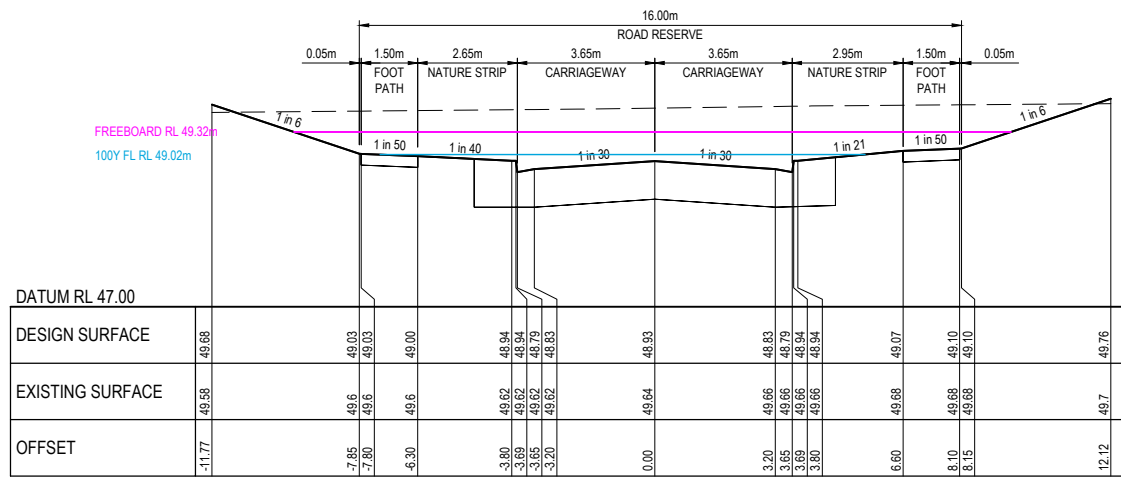 16.00m
ROAD RESERVE
0.05m 1.50m 2.65m 3.65m 3.65m 2.95m 1.50m 0.05m
FOOT PATH NATURE STRIP CARRIAGEWAY CARRIAGEWAY NATURE STRIP FOOT PATH
1 in 6 1 in 6
FREEBOARD RL 49.32m
100Y FL RL 49.02m
1 in 50 1 in 40 1 in 30 1 in 30 1 in 21 1 in 50
DATUM RL 47.00
DESIGN SURFACE 49.68 49.03 49.03 49.00 48.94 48.94 48.79 48.83 48.93 48.83 48.79 48.94 48.94 49.07 49.10 49.10 49.76
EXISTING SURFACE 49.58 49.6 49.6 49.6 49.62 49.62 49.62 49.62 49.64 49.66 49.66 49.66 49.66 49.68 49.68 49.68 49.7
OFFSET -11.77 -7.85 -7.80 -6.30 -3.80 -3.69 -3.65 -3.20 0.00 3.20 3.65 3.69 3.80 6.60 8.10 8.15 12.12